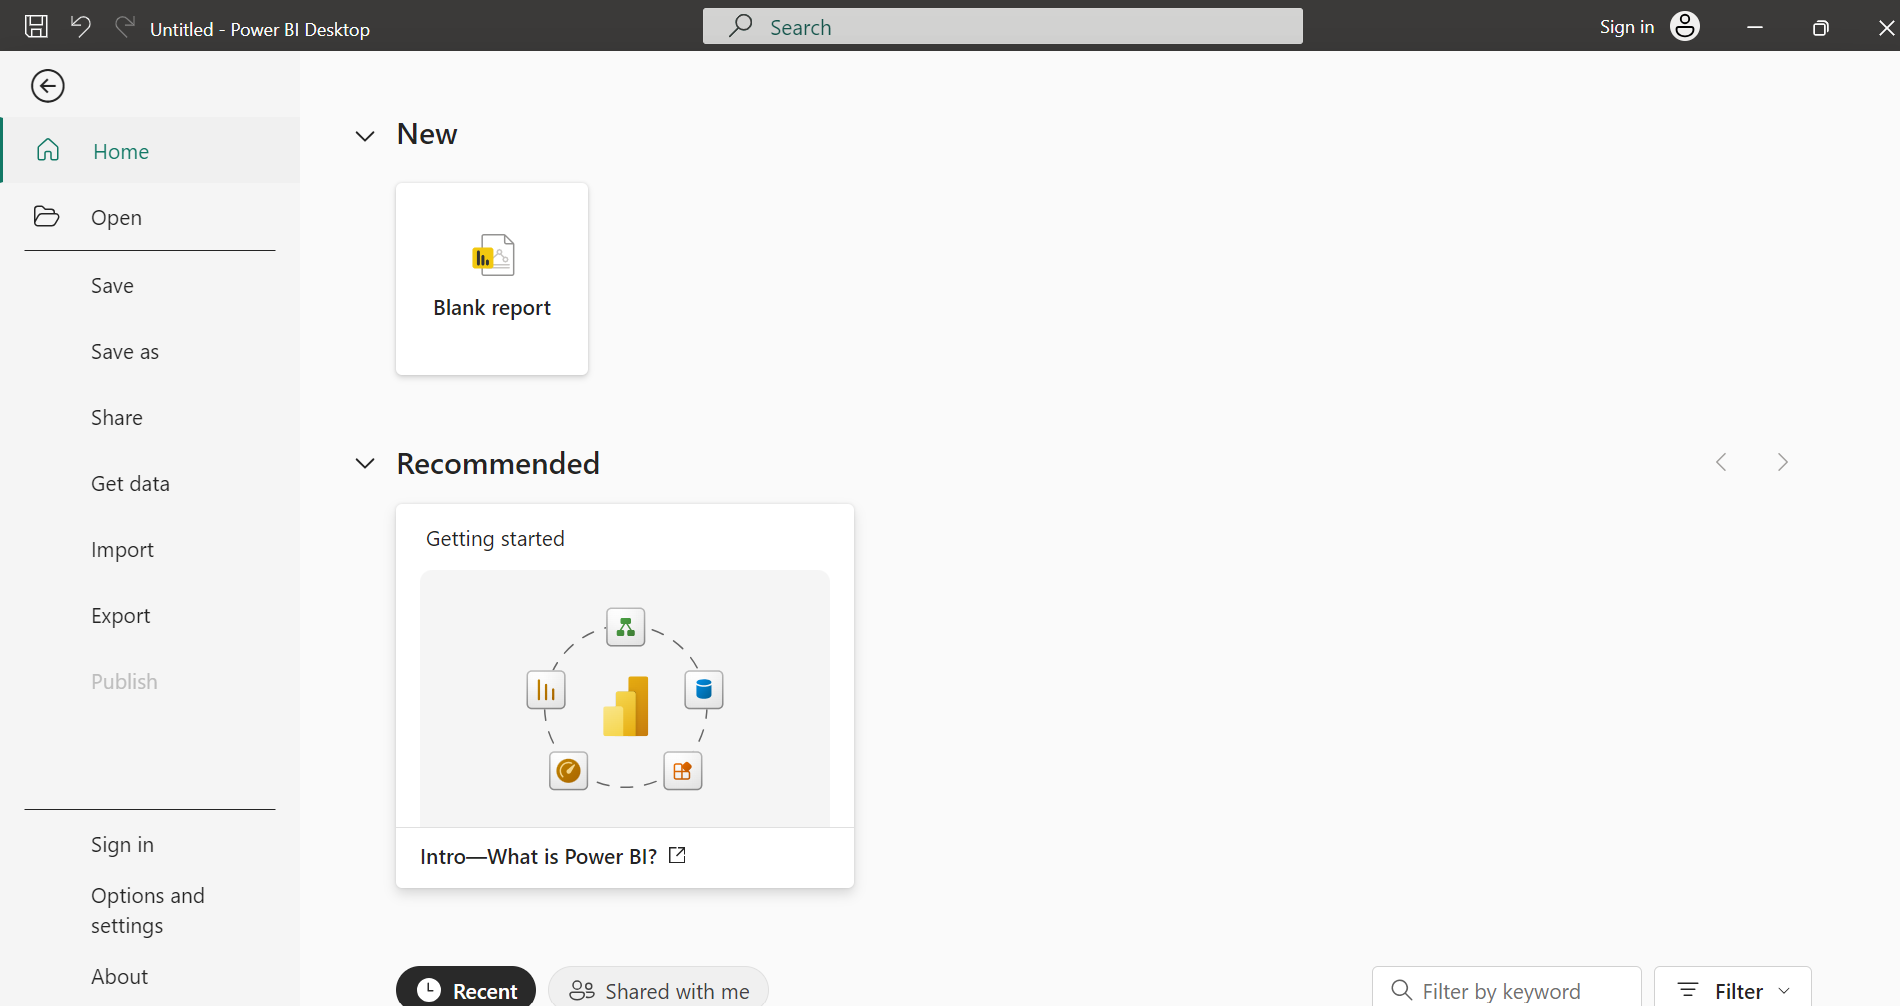 Untitled - Power BI Desktop
Search
Sign in
Home
Open
Save
Save as
Share
Get data
Import
Export
Publish
Sign in
Options and
settings
About
New
Blank report
Recommended
Getting started
Intro—What is Power BI?
Recent
Shared with me
Filter by keyword
Filter